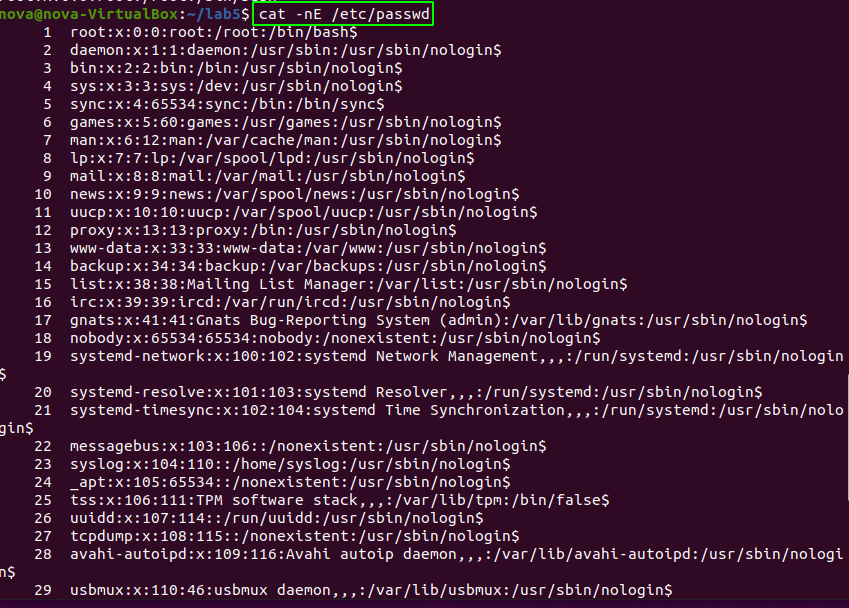 nova@nova-VirtualBox:~/lab5$ cat -nE /etc/passwd
1 root:x:0:0:root:/root:/bin/bash$
2 daemon:x:1:1:daemon:/usr/sbin:/usr/sbin/nologin$
3 bin:x:2:2:bin:/bin:/usr/sbin/nologin$
4 sys:x:3:3:sys:/dev:/usr/sbin/nologin$
5 sync:x:4:65534:sync:/bin:/bin/sync$
6 games:x:5:60:games:/usr/games:/usr/sbin/nologin$
7 man:x:6:12:man:/var/cache/man:/usr/sbin/nologin$
8 lp:x:7:7:lp:/var/spool/lpd:/usr/sbin/nologin$
9 mail:x:8:8:mail:/var/mail:/usr/sbin/nologin$
10 news:x:9:9:news:/var/spool/news:/usr/sbin/nologin$
11 uucp:x:10:10:uucp:/var/spool/uucp:/usr/sbin/nologin$
12 proxy:x:13:13:proxy:/bin:/usr/sbin/nologin$
13 www-data:x:33:33:www-data:/var/www:/usr/sbin/nologin$
14 backup:x:34:34:backup:/var/backups:/usr/sbin/nologin$
15 list:x:38:38:Mailing List Manager:/var/list:/usr/sbin/nologin$
16 irc:x:39:39:ircd:/var/run/ircd:/usr/sbin/nologin$
17 gnats:x:41:41:Gnats Bug-Reporting System (admin):/var/lib/gnats:/usr/sbin/nologin$
18 nobody:x:65534:65534:nobody:/nonexistent:/usr/sbin/nologin$
19 systemd-network:x:100:102:systemd Network Management,,,:/run/systemd:/usr/sbin/nologin
$
20 systemd-resolve:x:101:103:systemd Resolver,,,:/run/systemd:/usr/sbin/nologin$
21 systemd-timesync:x:102:104:systemd Time Synchronization,,,:/run/systemd:/usr/sbin/nolo
gin$
22 messagebus:x:103:106::/nonexistent:/usr/sbin/nologin$
23 syslog:x:104:110::/home/syslog:/usr/sbin/nologin$
24 _apt:x:105:65534::/nonexistent:/usr/sbin/nologin$
25 tss:x:106:111:TPM software stack,,,:/var/lib/tpm:/bin/false$
26 uuidd:x:107:114::/run/uuidd:/usr/sbin/nologin$
27 tcpdump:x:108:115::/nonexistent:/usr/sbin/nologin$
28 avahi-autoipd:x:109:116:Avahi autoip daemon,,,:/var/lib/avahi-autoipd:/usr/sbin/nologi
n$
29 usbmux:x:110:46:usbmux daemon,,,:/var/lib/usbmux:/usr/sbin/nologin$